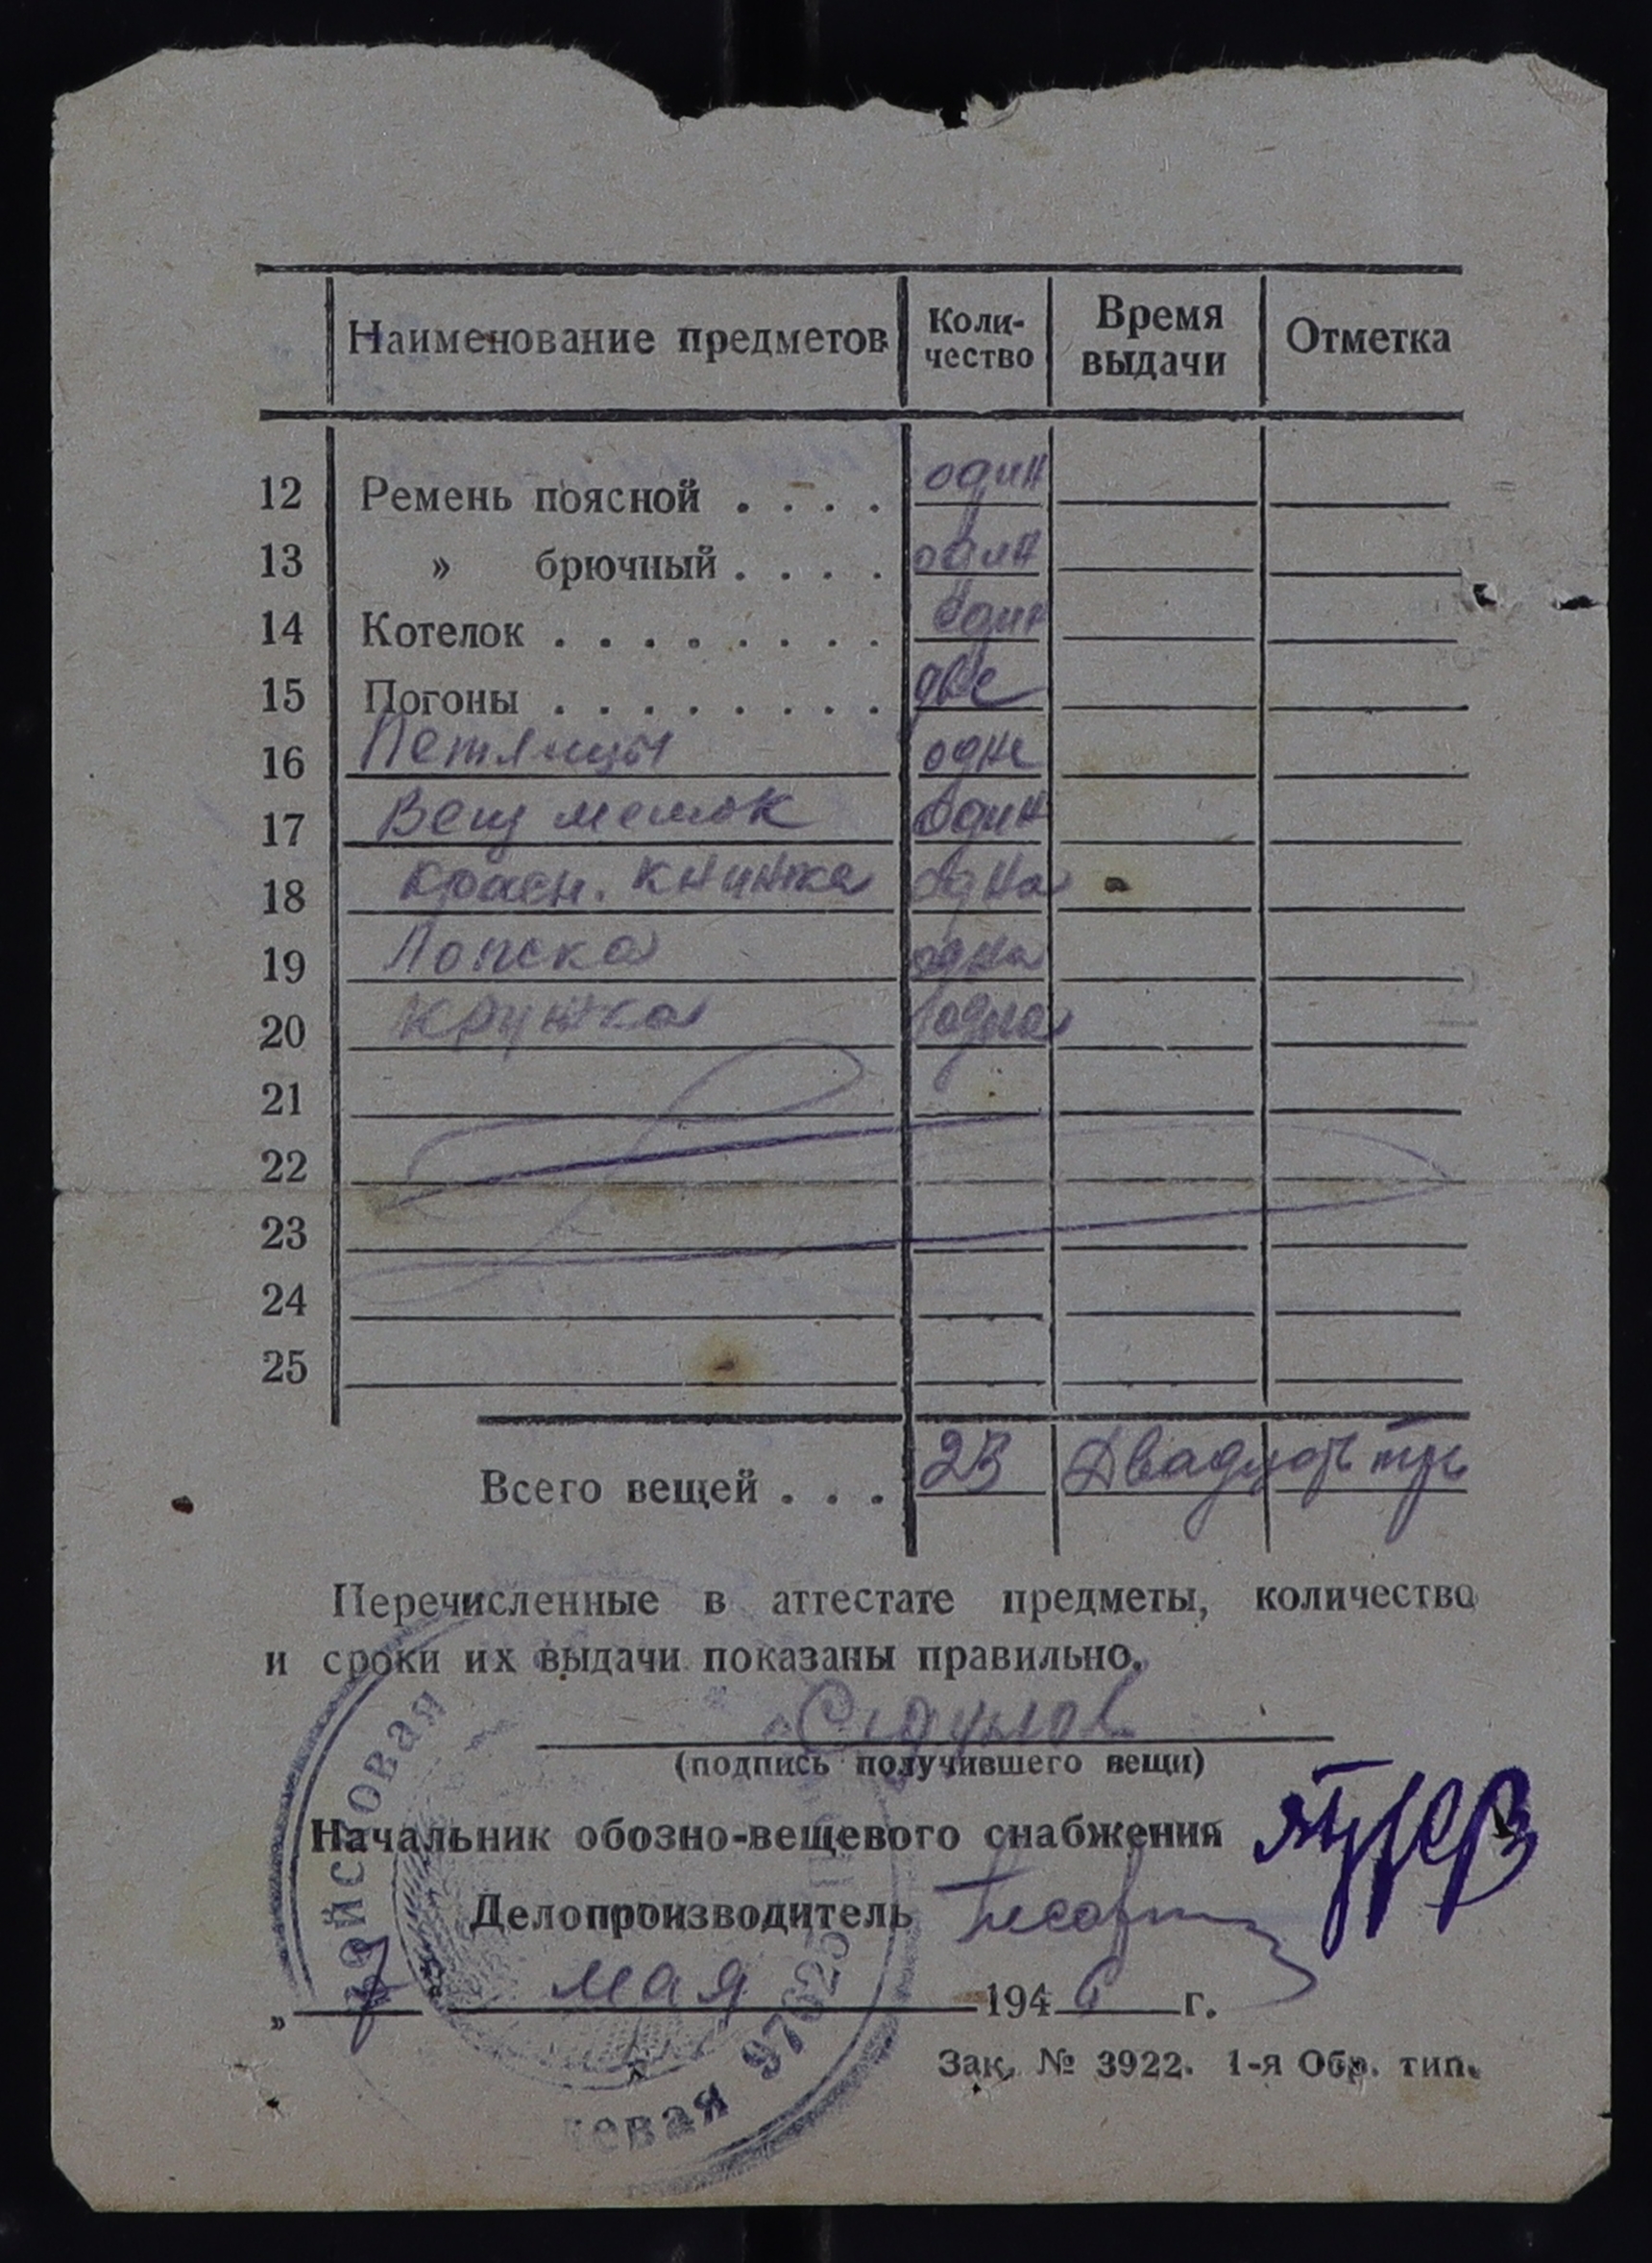 Наименование предметов Коли-чество Время выдачи Отметка
12 Ремень поясной . . . . один
13 » брючный . . . . один
14 Котелок . . . . . . . . один
15 Погоны . . . . . . . . две
16 Петлицы одне
17 Вещ мешок один
18 Красн. книжка одна
19 Ложка одна
20 Кружка одна
21
22
23
24
25
Всего вещей . . . 23 Двадцать три
Перечисленные в аттестате предметы, количество
и сроки их выдачи показаны правильно.
(подпись получившего вещи)
Начальник обозно-вещевого снабжения
Делопроизводитель
„ 7 " мая 1946 г.
Зак. № 3922. 1-я Обр. тип.